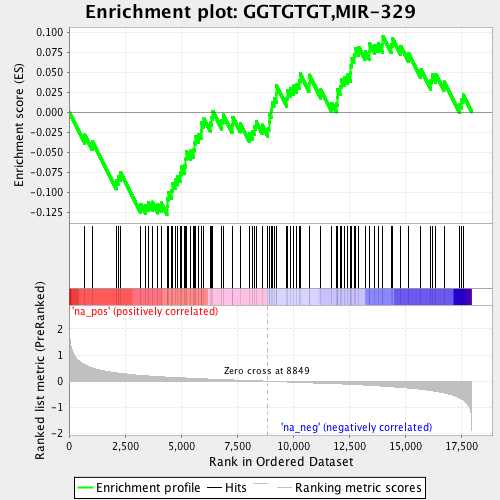 Enrichment plot: GGTGTGT,MIR-329
Enrichment score (ES)
0.100
0.075
0.050
0.025
0.000
-0.025
-0.050
-0.075
-0.100
-0.125
'na_pos' (positively correlated)
Ranked list metric (PreRanked)
2
1
0
-1
-2
Zero cross at 8849
'na_neg' (negatively correlated)
0
2,500
5,000
7,500
10,000
12,500
15,000
17,500
Rank in Ordered Dataset
Enrichment profile
Hits
Ranking metric scores